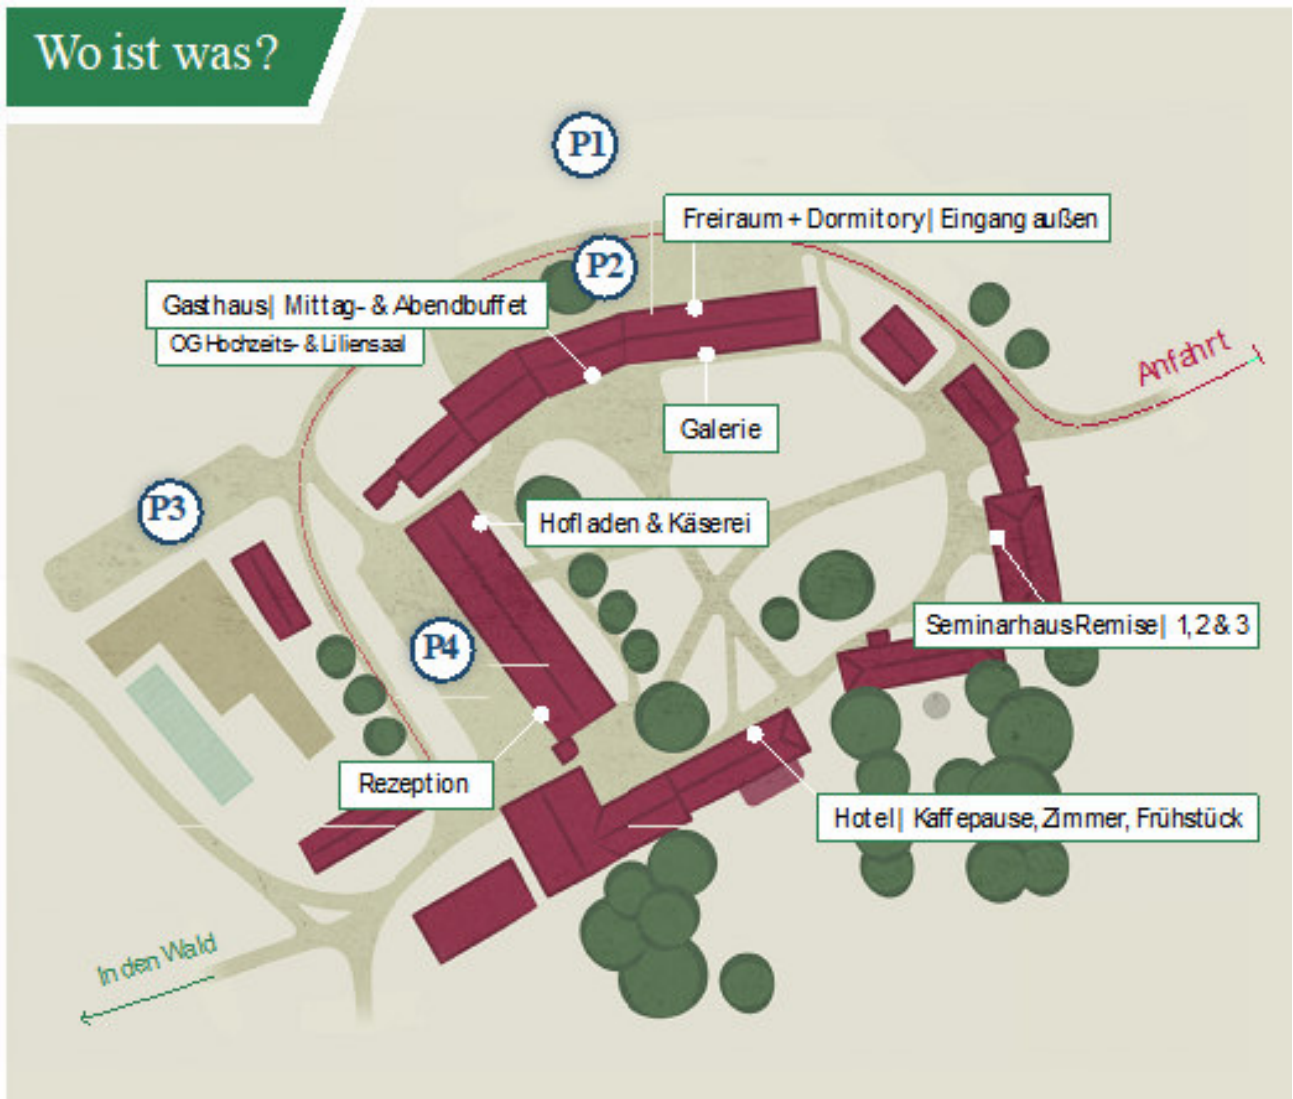 Wo ist was?
P1
Freiraum + Dormitory| Eingang außen
P2
Gasthaus| Mittag- & Abendbuffet
OG Hochzeits- & Liliensaal
Anfahrt
Galerie
P3
Hofladen & Käserei
Seminarhaus Remise| 1, 2 & 3
P4
Rezeption
Hotel| Kaffepause, Zimmer, Frühstück
In den Wald